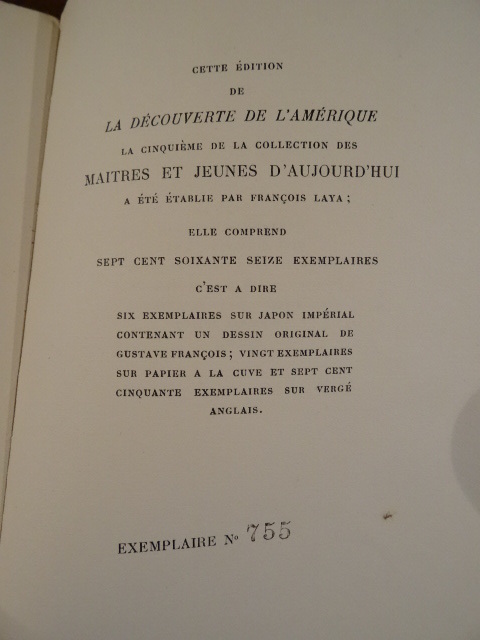 CETTE ÉDITION
DE
LA DÉCOUVERTE DE L'AMÉRIQUE
LA CINQUIÈME DE LA COLLECTION DES
MAITRES ET JEUNES D'AUJOURD'HUI
A ÉTÉ ÉTABLIE PAR FRANÇOIS LAYA ;
ELLE COMPREND
SEPT CENT SOIXANTE SEIZE EXEMPLAIRES
C'EST A DIRE
SIX EXEMPLAIRES SUR JAPON IMPÉRIAL
CONTENANT UN DESSIN ORIGINAL DE
GUSTAVE FRANÇOIS ; VINGT EXEMPLAIRES
SUR PAPIER A LA CUVE ET SEPT CENT
CINQUANTE EXEMPLAIRES SUR VERGÉ
ANGLAIS.
EXEMPLAIRE Nº 755